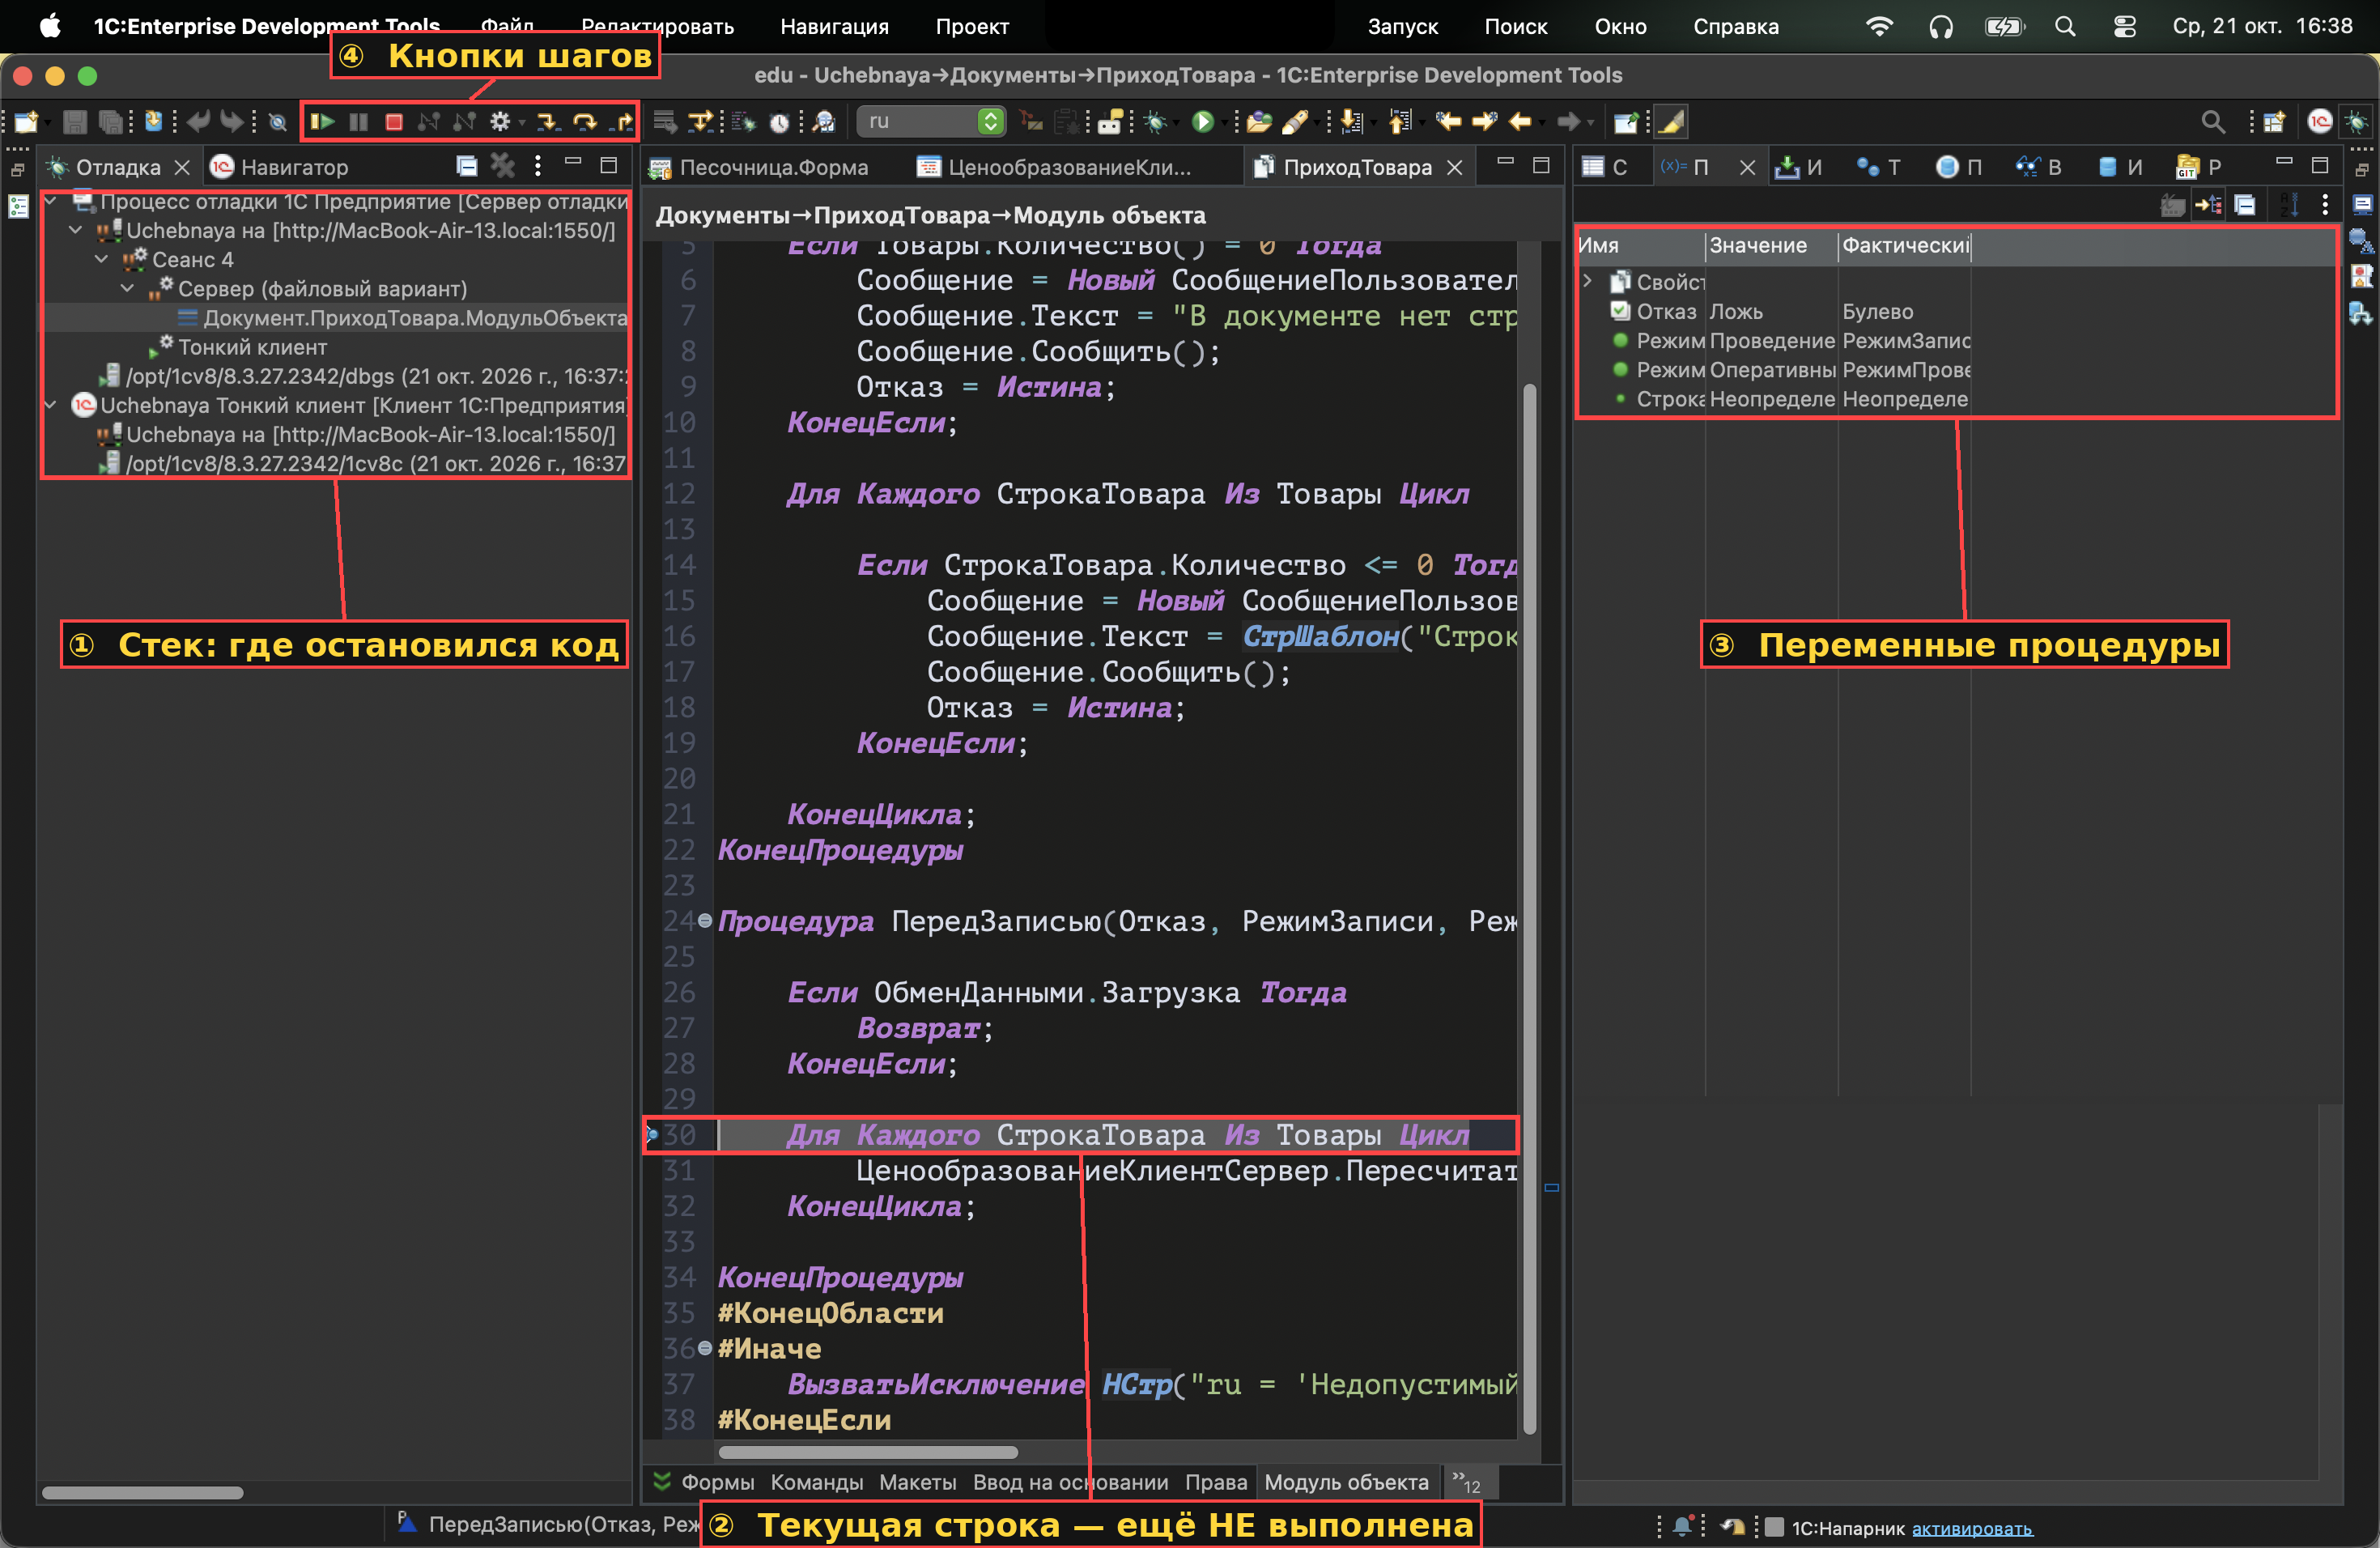 1C:Enterprise Development Tools Файл Редактировать Навигация Проект Запуск Поиск Окно Справка Ср, 21 окт. 16:38
④ Кнопки шагов
edu - Uchebnaya→Документы→ПриходТовара - 1C:Enterprise Development Tools
ru
Отладка
Навигатор
Процесс отладки 1С Предприятие [Сервер отладки
Uchebnaya на [http://MacBook-Air-13.local:1550/]
Сеанс 4
Сервер (файловый вариант)
Документ.ПриходТовара.МодульОбъекта
Тонкий клиент
/opt/1cv8/8.3.27.2342/dbgs (21 окт. 2026 г., 16:37:
Uchebnaya Тонкий клиент [Клиент 1С:Предприятия]
Uchebnaya на [http://MacBook-Air-13.local:1550/]
/opt/1cv8/8.3.27.2342/1cv8c (21 окт. 2026 г., 16:37
① Стек: где остановился код
Песочница.Форма ЦенообразованиеКли... ПриходТовара
Документы→ПриходТовара→Модуль объекта
5 Если Товары.Количество() = 0 Тогда
6 Сообщение = Новый СообщениеПользовател
7 Сообщение.Текст = "В документе нет стр
8 Сообщение.Сообщить();
9 Отказ = Истина;
10 КонецЕсли;
11
12 Для Каждого СтрокаТовара Из Товары Цикл
13
14 Если СтрокаТовара.Количество <= 0 Тогд
15 Сообщение = Новый СообщениеПользов
16 Сообщение.Текст = СтрШаблон("Строк
17 Сообщение.Сообщить();
18 Отказ = Истина;
19 КонецЕсли;
20
21 КонецЦикла;
22 КонецПроцедуры
23
24 Процедура ПередЗаписью(Отказ, РежимЗаписи, Реж
25
26 Если ОбменДанными.Загрузка Тогда
27 Возврат;
28 КонецЕсли;
29
30 Для Каждого СтрокаТовара Из Товары Цикл
31 ЦенообразованиеКлиентСервер.Пересчитат
32 КонецЦикла;
33
34 КонецПроцедуры
35 #КонецОбласти
36 #Иначе
37 ВызватьИсключение НСтр("ru = 'Недопустимый
38 #КонецЕсли
Формы Команды Макеты Ввод на основании Права Модуль объекта »12
С (x)= П И Т П В И Р
Имя Значение Фактически
Свойст
Отказ Ложь Булево
Режим Проведение РежимЗапис
Режим Оперативны РежимПрове
Строка Неопределе Неопределе
③ Переменные процедуры
ПередЗаписью(Отказ, Реж
② Текущая строка — ещё НЕ выполнена
1С:Напарник активировать